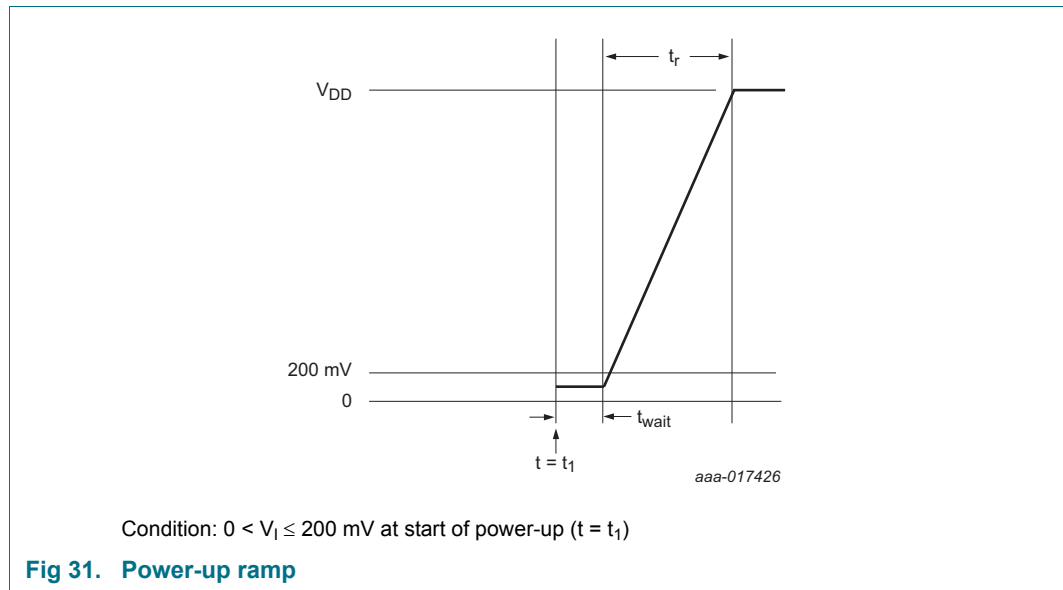 tr
VDD
200 mV
0
twait
t = t1
aaa-017426
Condition: 0 < VI ≤ 200 mV at start of power-up (t = t1)
Fig 31. Power-up ramp